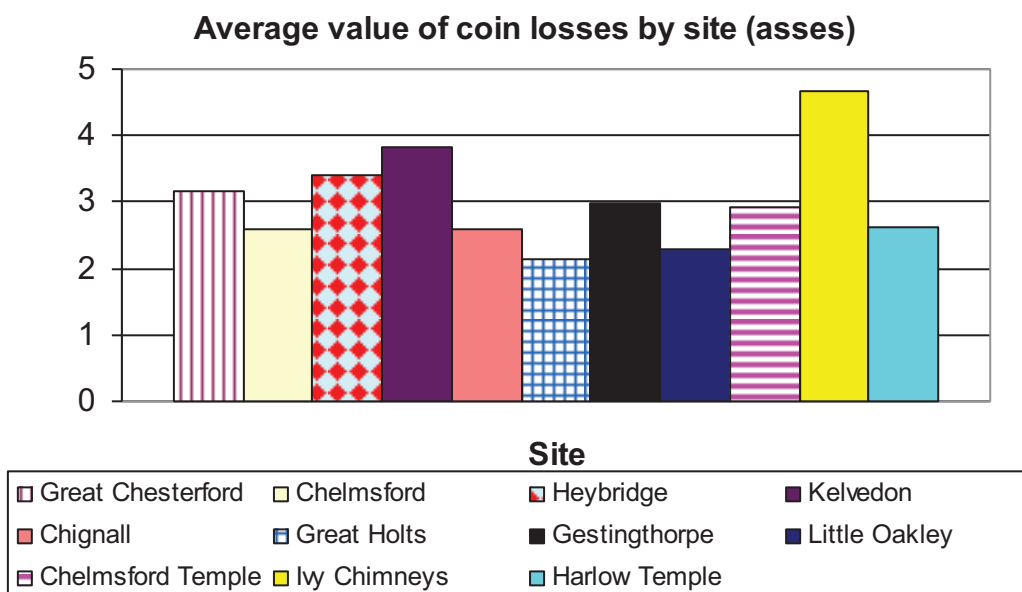 Average value of coin losses by site (asses)
5
4
3
2
1
0
Site
Great Chesterford Chelmsford Heybridge Kelvedon
Chignall Great Holts Gestingthorpe Little Oakley
Chelmsford Temple Ivy Chimneys Harlow Temple